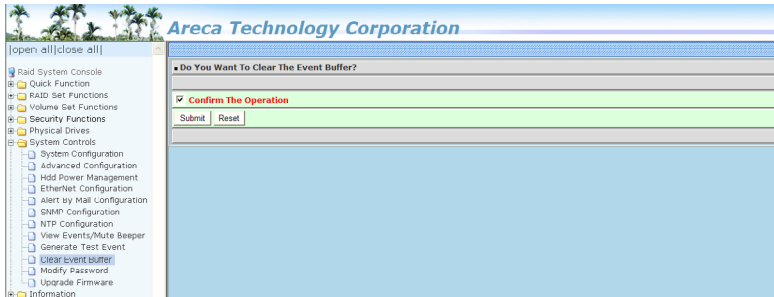 Areca Technology Corporation
|open all|close all|
Raid System Console
Quick Function
RAID Set Functions
Volume Set Functions
Security Functions
Physical Drives
System Controls
System Configuration
Advanced Configuration
Hdd Power Management
EtherNet Configuration
Alert By Mail Configuration
SNMP Configuration
NTP Configuration
View Events/Mute Beeper
Generate Test Event
Clear Event Buffer
Modify Password
Upgrade Firmware
Information
Do You Want To Clear The Event Buffer?
Confirm The Operation
Submit Reset